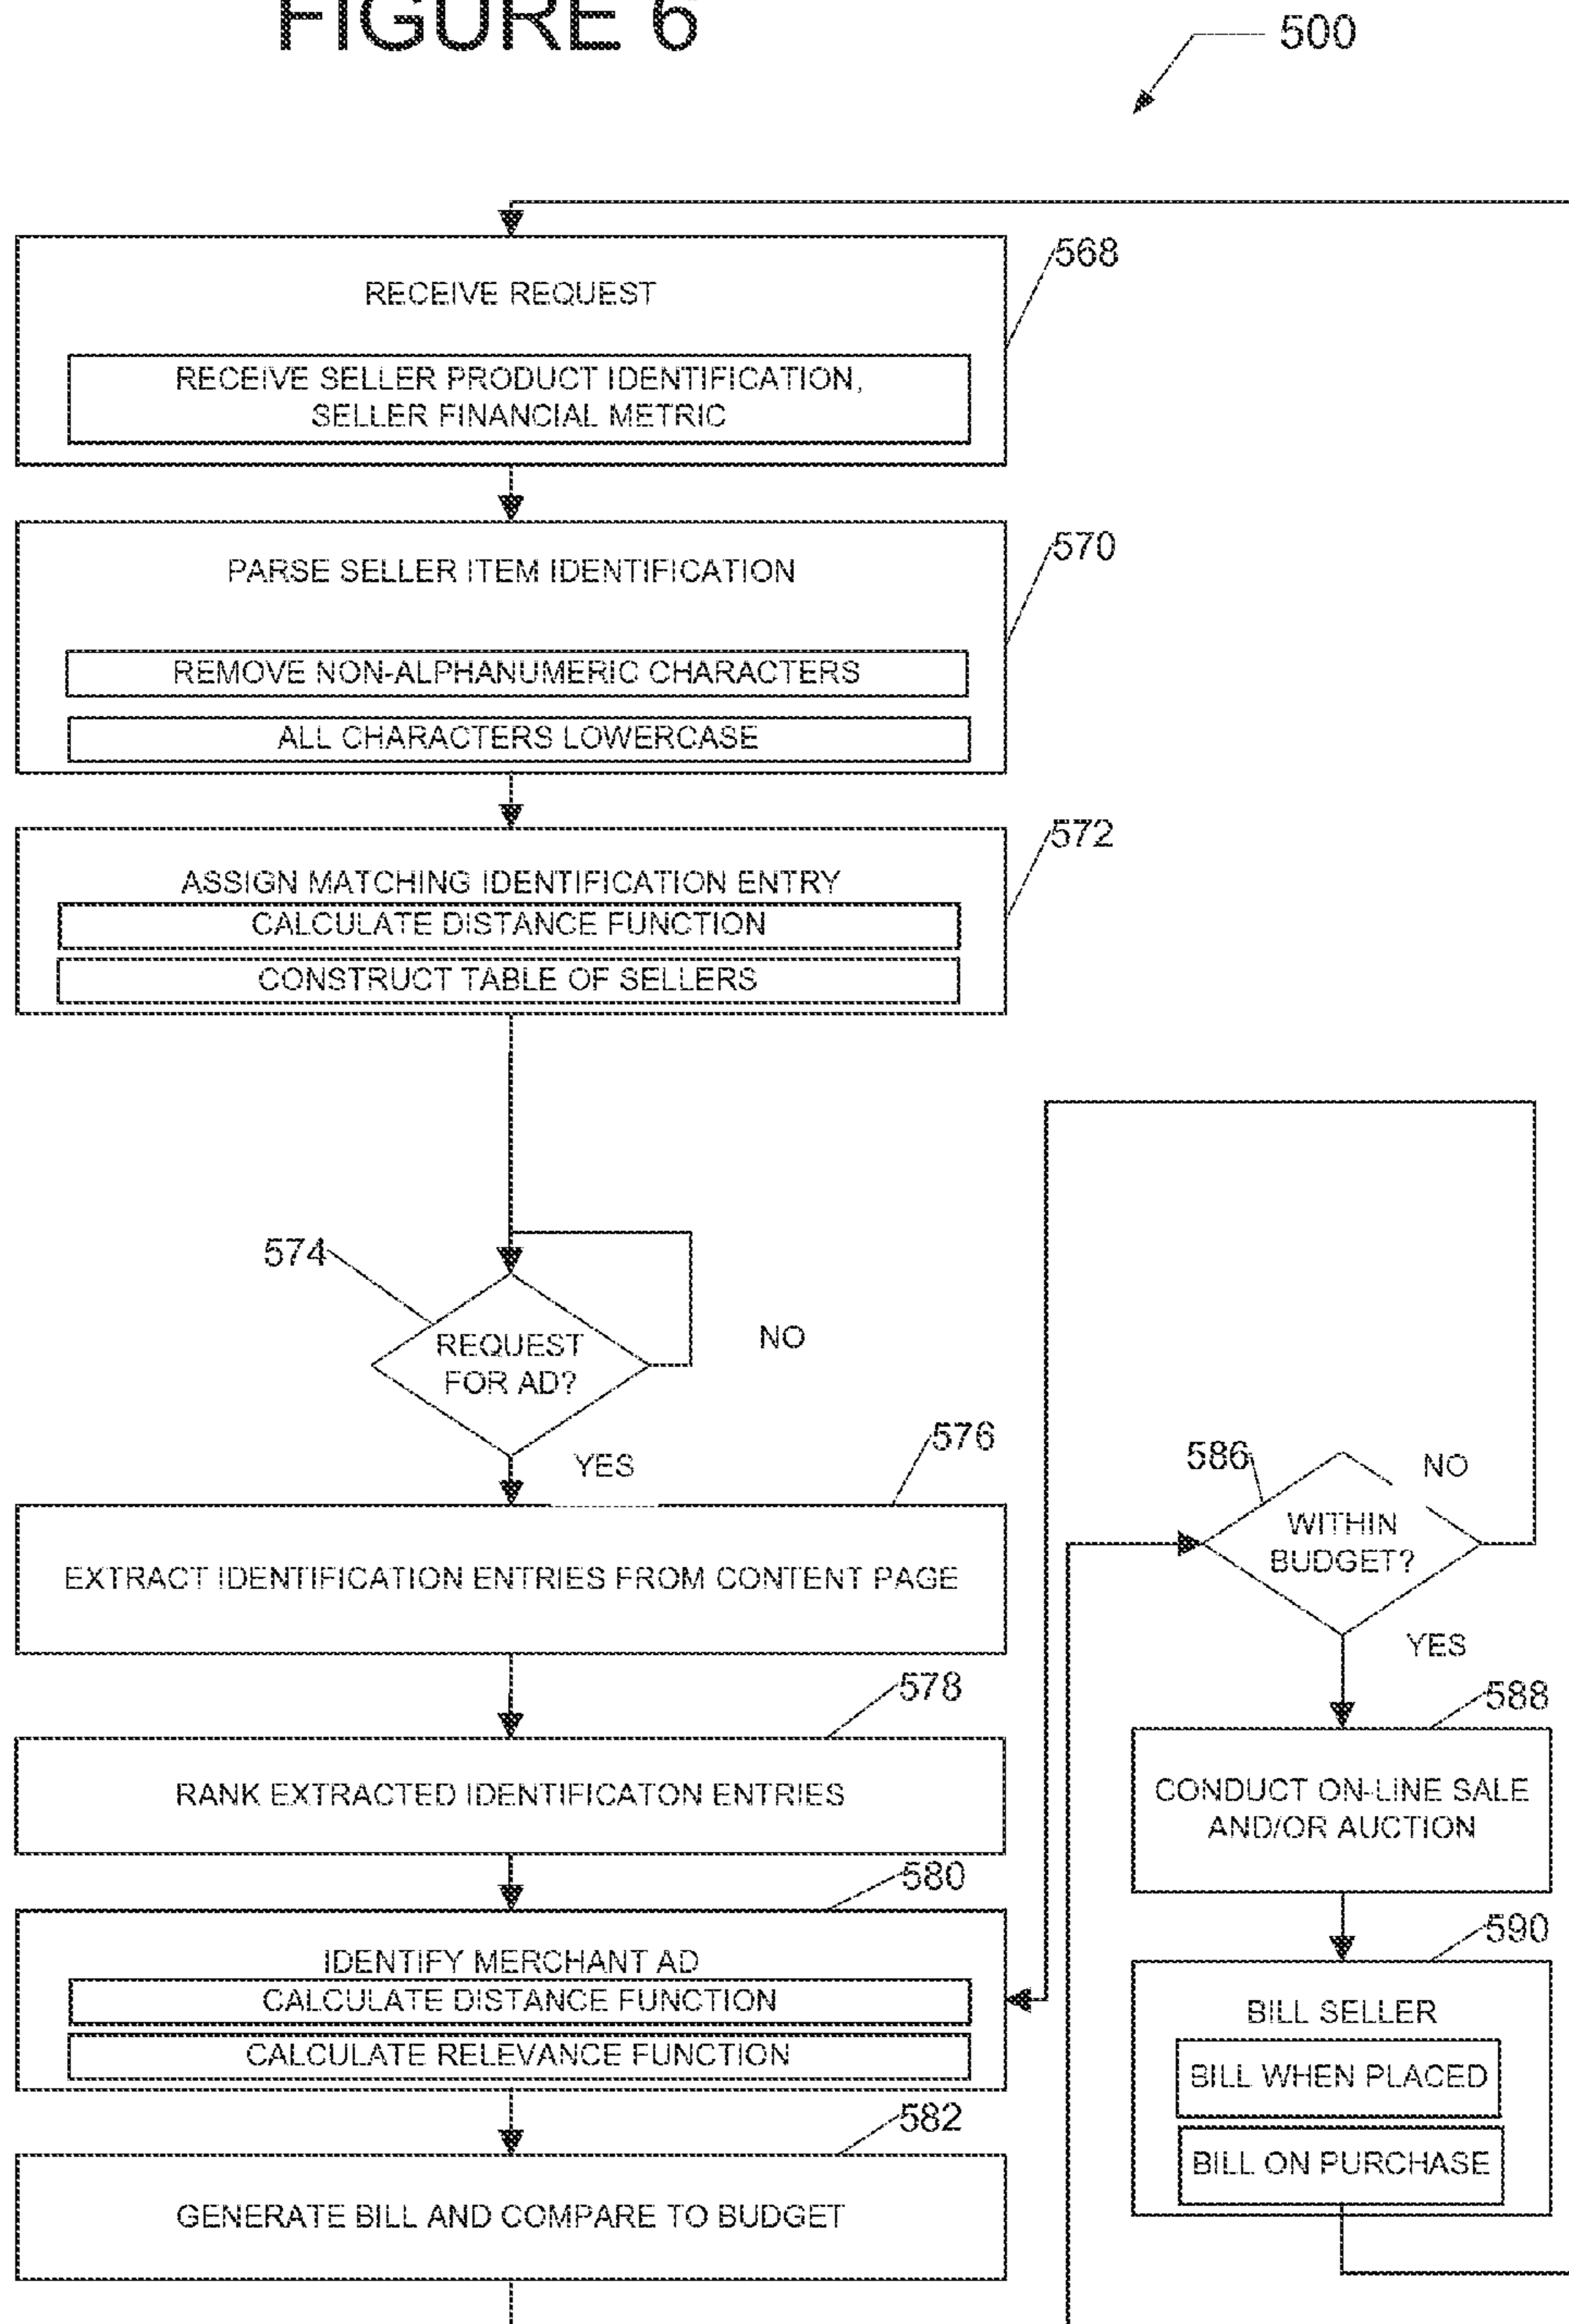 FIGURE 6
500
568
RECEIVE REQUEST
RECEIVE SELLER PRODUCT IDENTIFICATION,
SELLER FINANCIAL METRIC
570
PARSE SELLER ITEM IDENTIFICATION
REMOVE NON-ALPHANUMERIC CHARACTERS
ALL CHARACTERS LOWERCASE
572
ASSIGN MATCHING IDENTIFICATION ENTRY
CALCULATE DISTANCE FUNCTION
CONSTRUCT TABLE OF SELLERS
574
REQUEST
FOR AD?
NO
YES
576
EXTRACT IDENTIFICATION ENTRIES FROM CONTENT PAGE
578
RANK EXTRACTED IDENTIFICATON ENTRIES
580
IDENTIFY MERCHANT AD
CALCULATE DISTANCE FUNCTION
CALCULATE RELEVANCE FUNCTION
582
GENERATE BILL AND COMPARE TO BUDGET
586
NO
WITHIN
BUDGET?
YES
588
CONDUCT ON-LINE SALE
AND/OR AUCTION
590
BILL SELLER
BILL WHEN PLACED
BILL ON PURCHASE